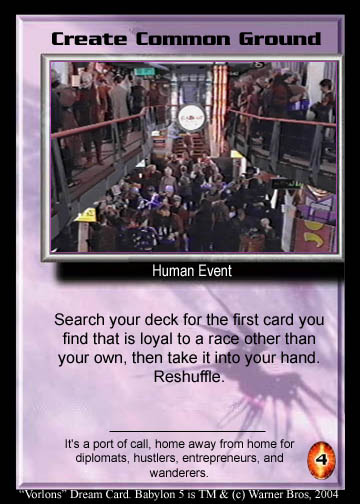 Create Common Ground
Human Event
Search your deck for the first card you
find that is loyal to a race other than
your own, then take it into your hand.
Reshuffle.
It's a port of call, home away from home for
diplomats, hustlers, entrepreneurs, and
wanderers.
4
"Vorlons" Dream Card. Babylon 5 is TM & (c) Warner Bros, 2004